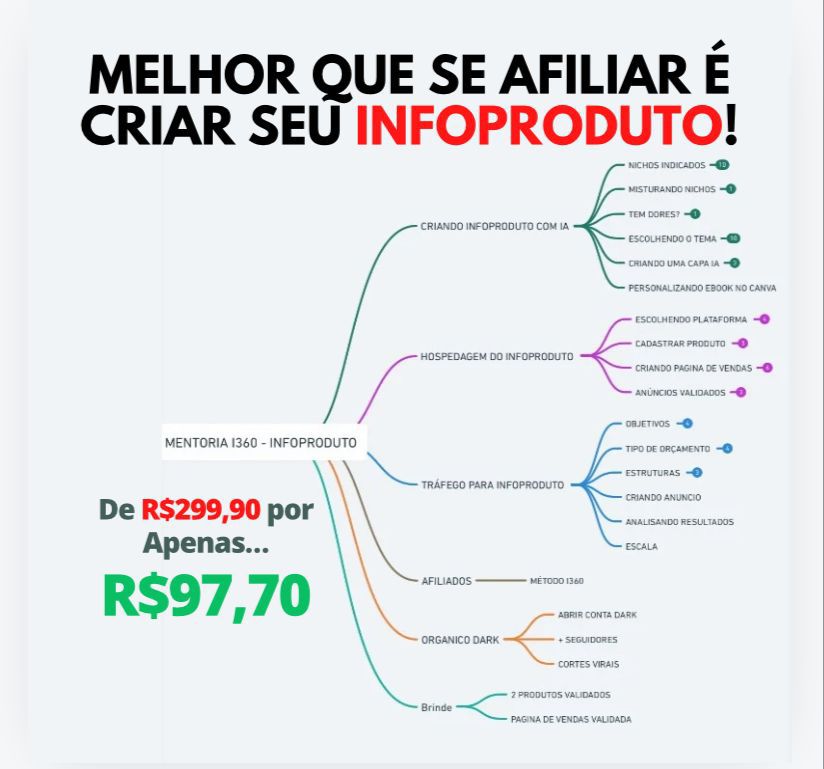 MELHOR QUE SE AFILIAR É
CRIAR SEU INFOPRODUTO!
MENTORIA I360 - INFOPRODUTO
De R$299,90 por
Apenas...
R$97,70
CRIANDO INFOPRODUTO COM IA
NICHOS INDICADOS 10
MISTURANDO NICHOS 1
TEM DORES? 1
ESCOLHENDO O TEMA
CRIANDO UMA CAPA IA
PERSONALIZANDO EBOOK NO CANVA
HOSPEDAGEM DO INFOPRODUTO
ESCOLHENDO PLATAFORMA
CADASTRAR PRODUTO
CRIANDO PAGINA DE VENDAS
ANÚNCIOS VALIDADOS
TRÁFEGO PARA INFOPRODUTO
OBJETIVOS
TIPO DE ORÇAMENTO
ESTRUTURAS
CRIANDO ANUNCIO
ANALISANDO RESULTADOS
ESCALA
AFILIADOS
MÉTODO I360
ORGANICO DARK
ABRIR CONTA DARK
+ SEGUIDORES
CORTES VIRAIS
Brinde
2 PRODUTOS VALIDADOS
PAGINA DE VENDAS VALIDADA